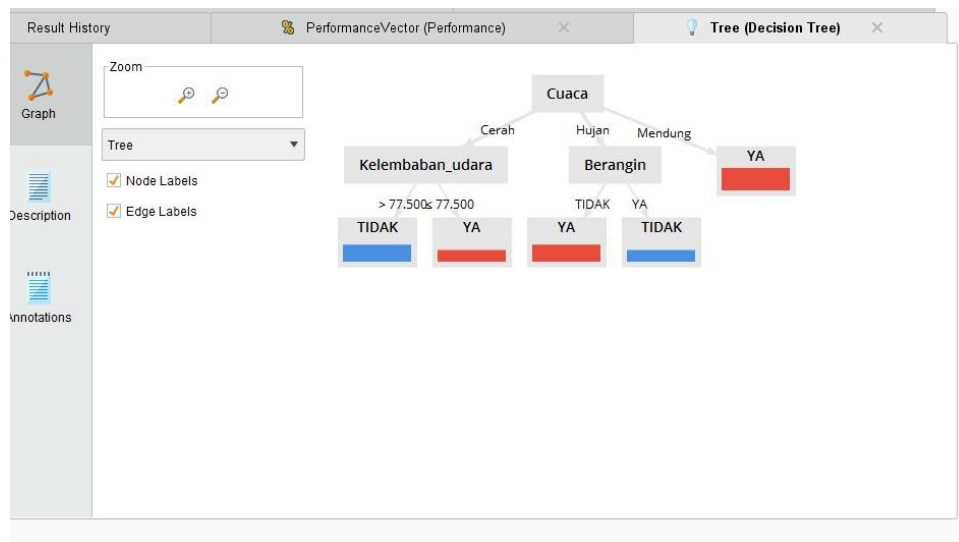 Result History
PerformanceVector (Performance)
Tree (Decision Tree)
Graph
Description
Annotations
Zoom
Tree
Node Labels
Edge Labels
Cuaca
Cerah
Hujan
Mendung
Kelembaban_udara
Berangin
YA
> 77.500
≤ 77.500
TIDAK
YA
TIDAK
YA
YA
TIDAK